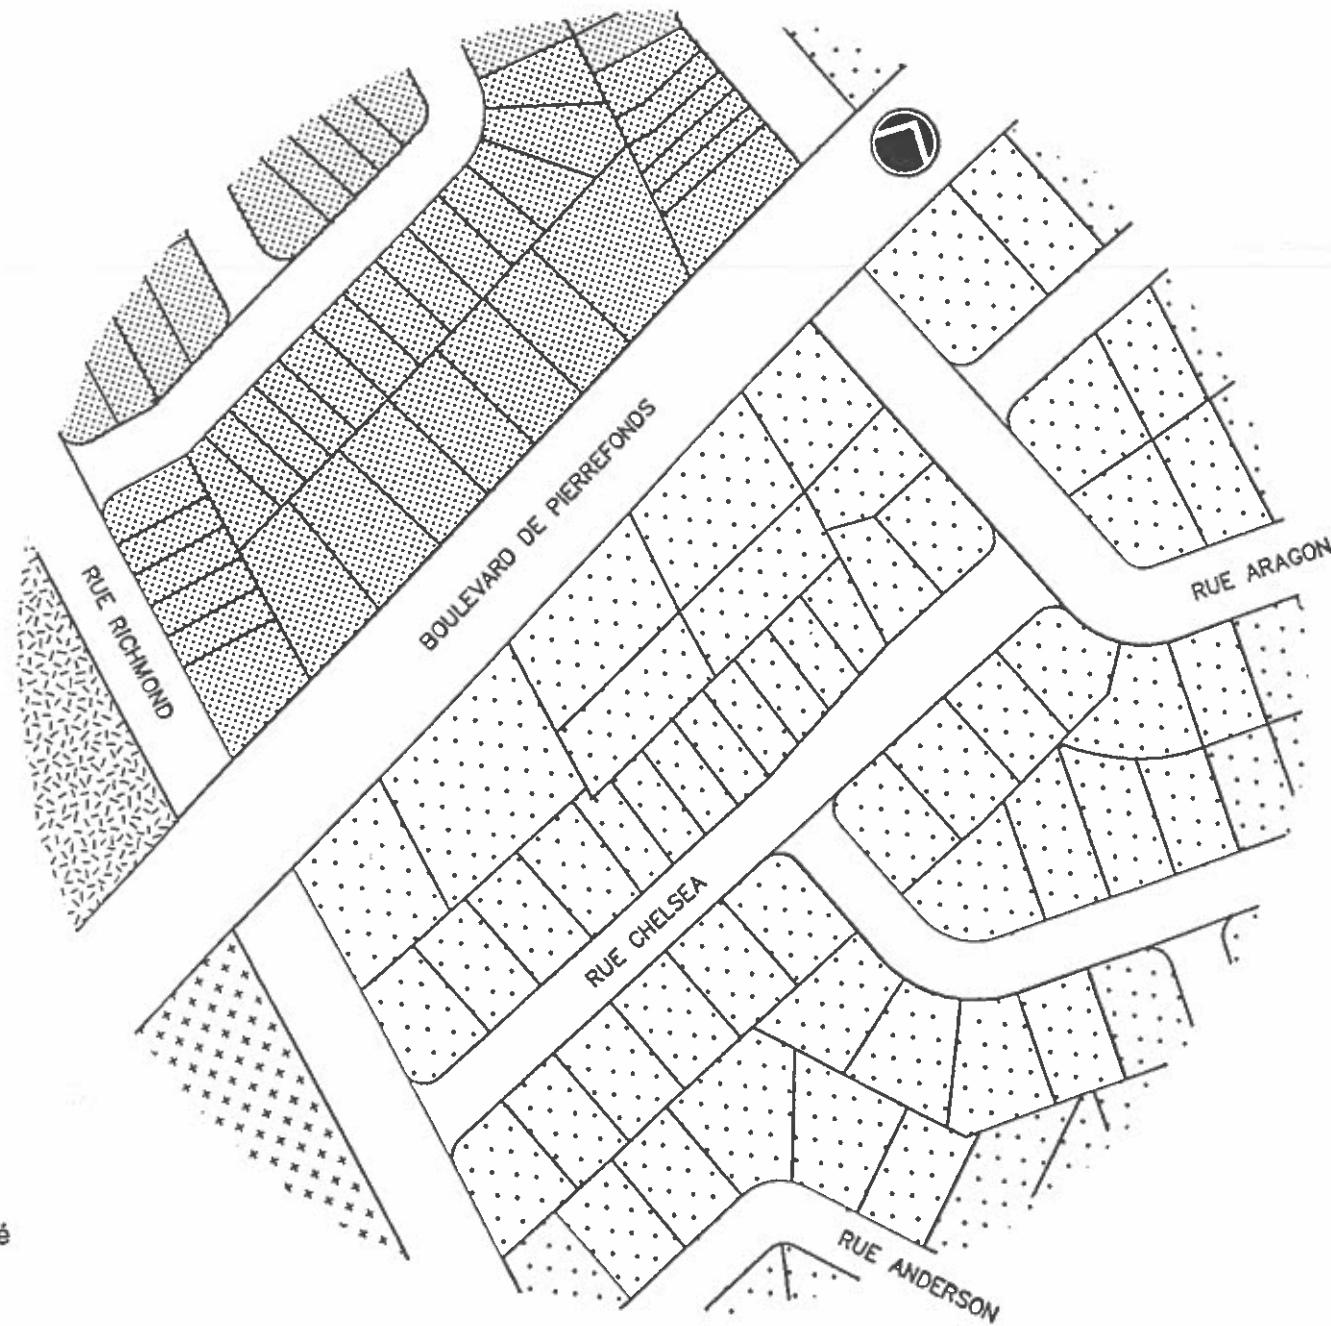 BOULEVARD DE PIERREFONDS
RUE RICHMOND
RUE ARAGON
RUE CHELSEA
RUE ANDERSON
é